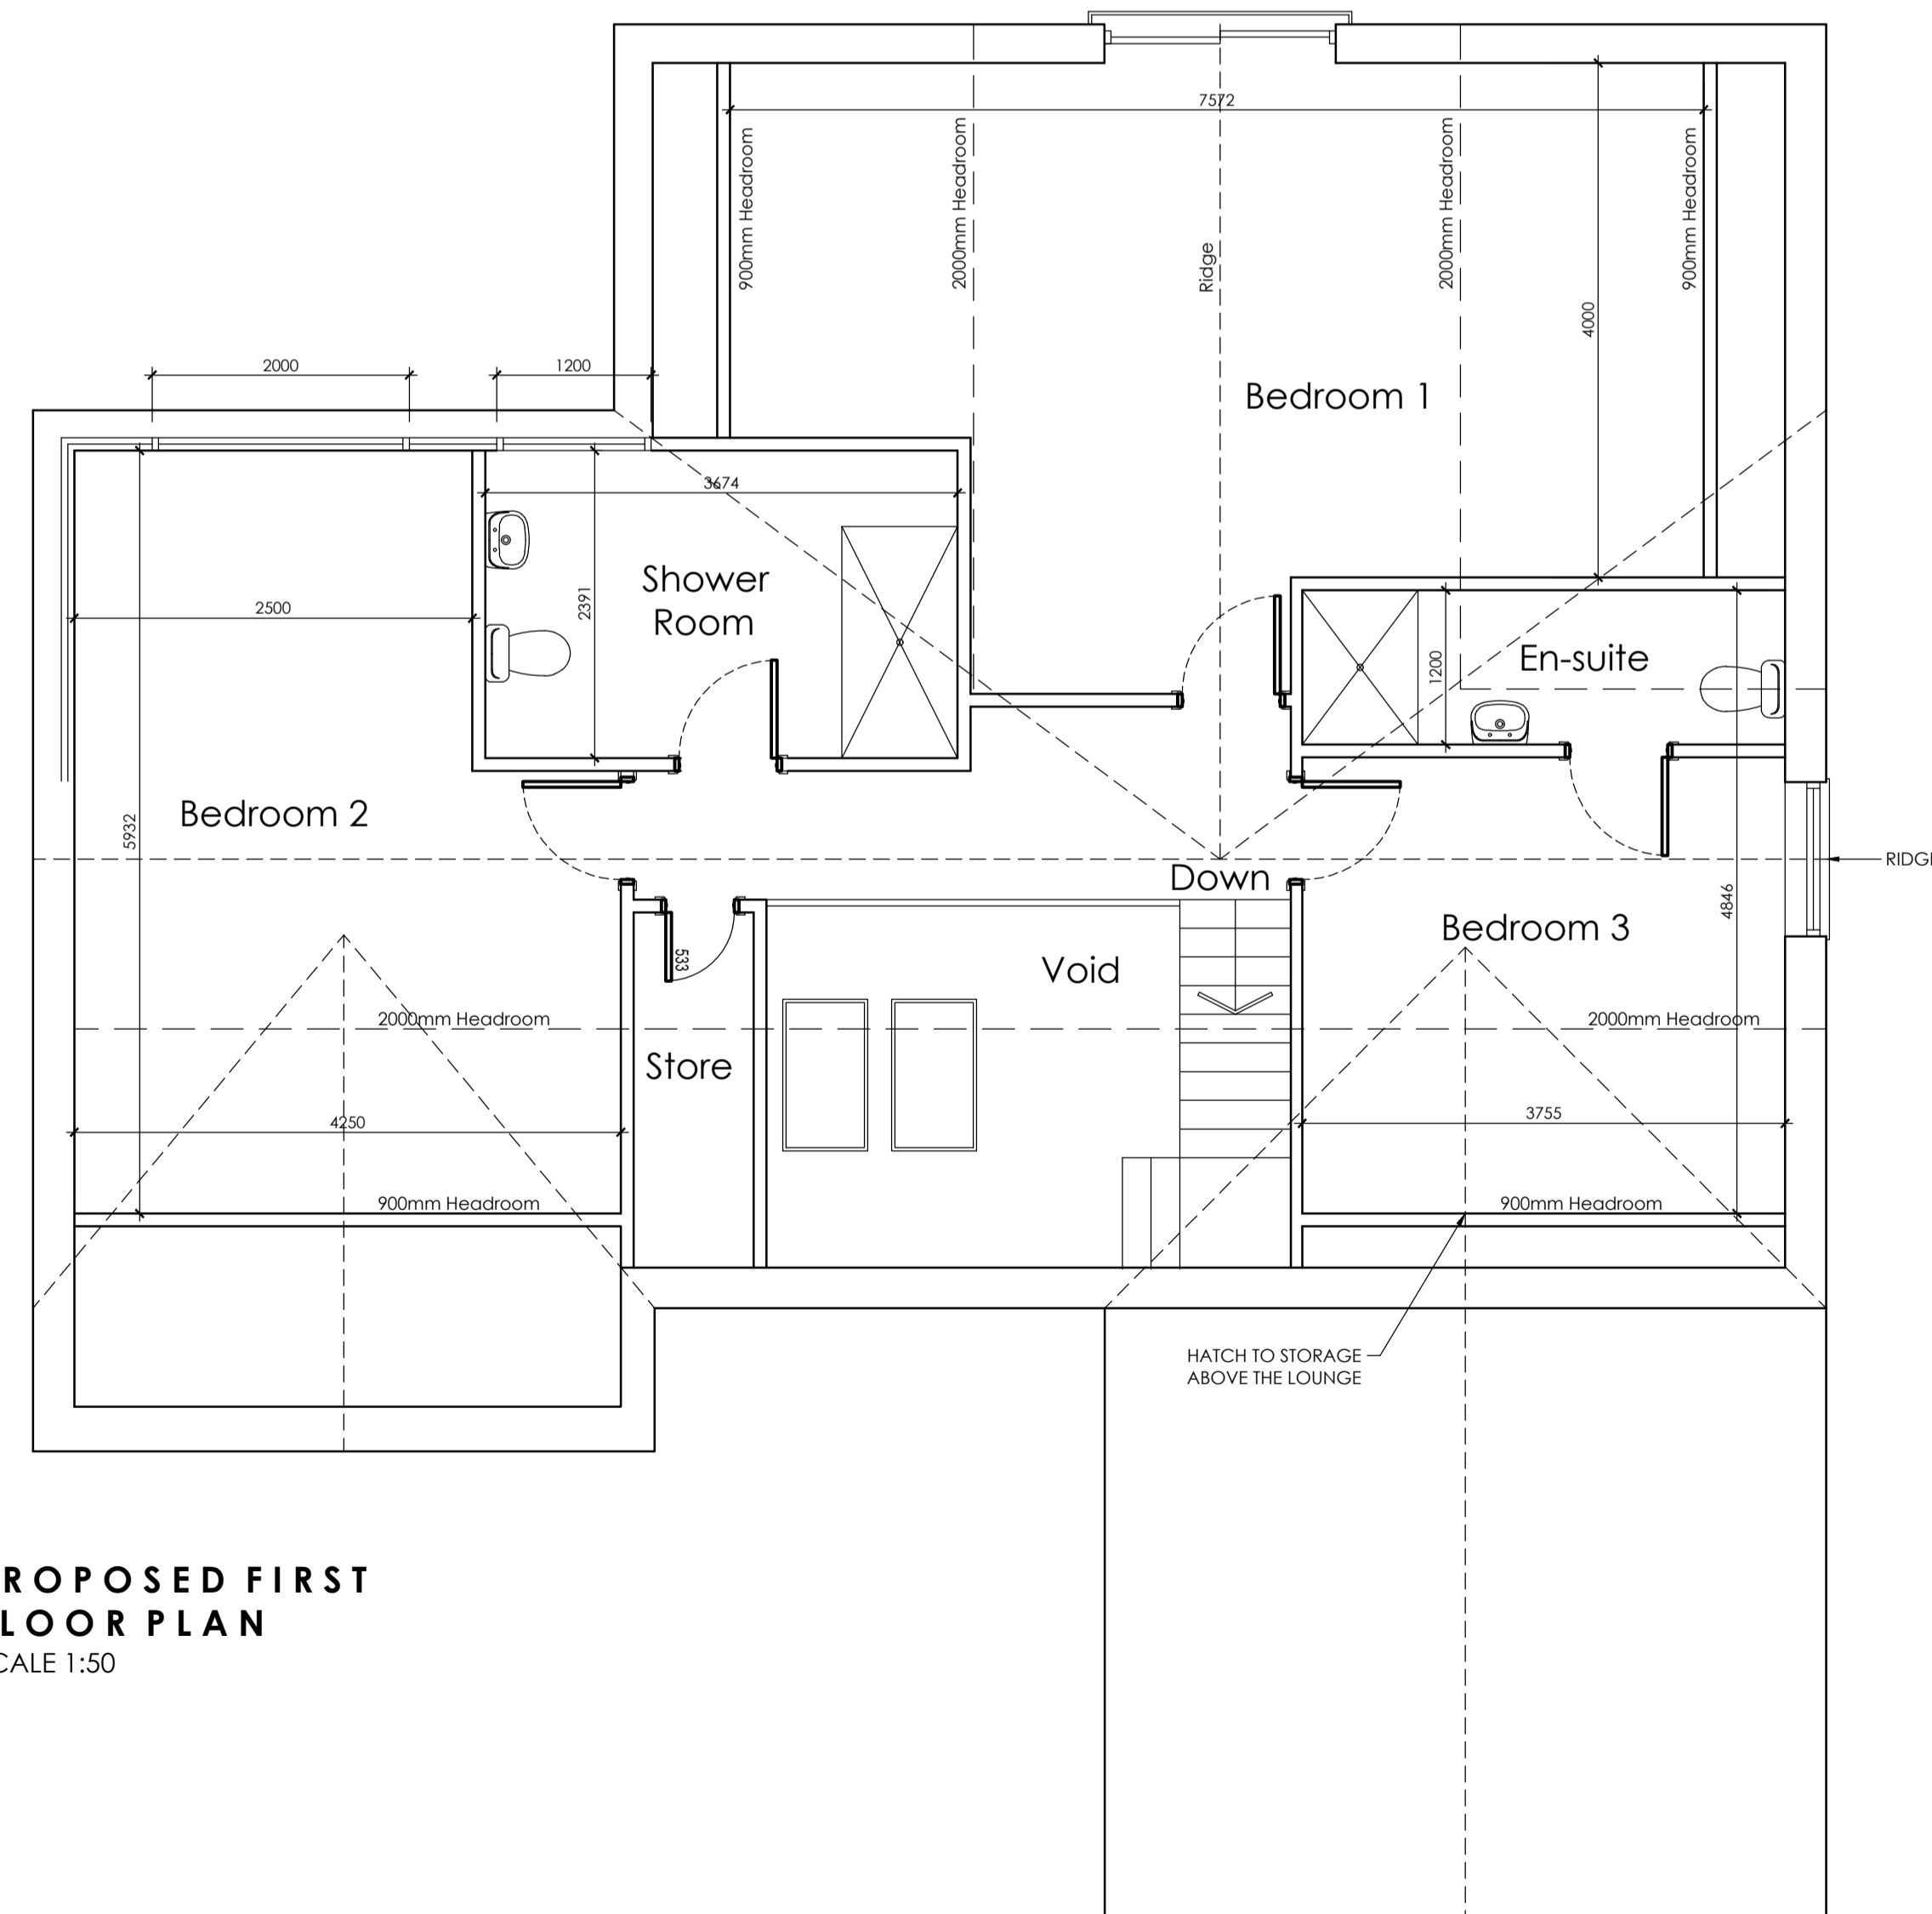 7572
900mm Headroom
2000mm Headroom
Ridge
2000mm Headroom
900mm Headroom
4000
2000
1200
Bedroom 1
3674
Shower
Room
2391
2500
1200
En-suite
Bedroom 2
5932
Down
RIDGE
4846
Bedroom 3
533
Void
2000mm Headroom
2000mm Headroom
Store
4250
3755
900mm Headroom
900mm Headroom
HATCH TO STORAGE
ABOVE THE LOUNGE
ROPOSED FIRST
LOOR PLAN
CALE 1:50